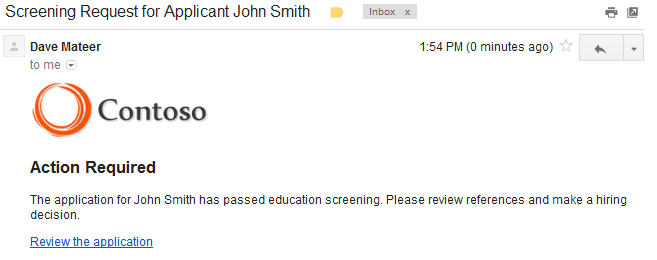 Screening Request for Applicant John Smith
Inbox x
Dave Mateer
1:54 PM (0 minutes ago)
to me
Contoso
Action Required
The application for John Smith has passed education screening. Please review references and make a hiring
decision.
Review the application